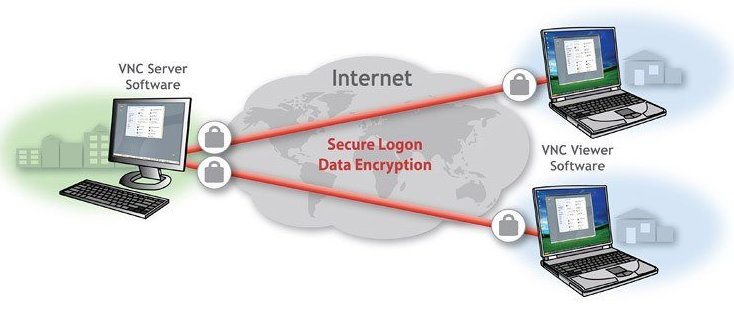 VNC Server
Software
Internet
Secure Logon
Data Encryption
VNC Viewer
Software